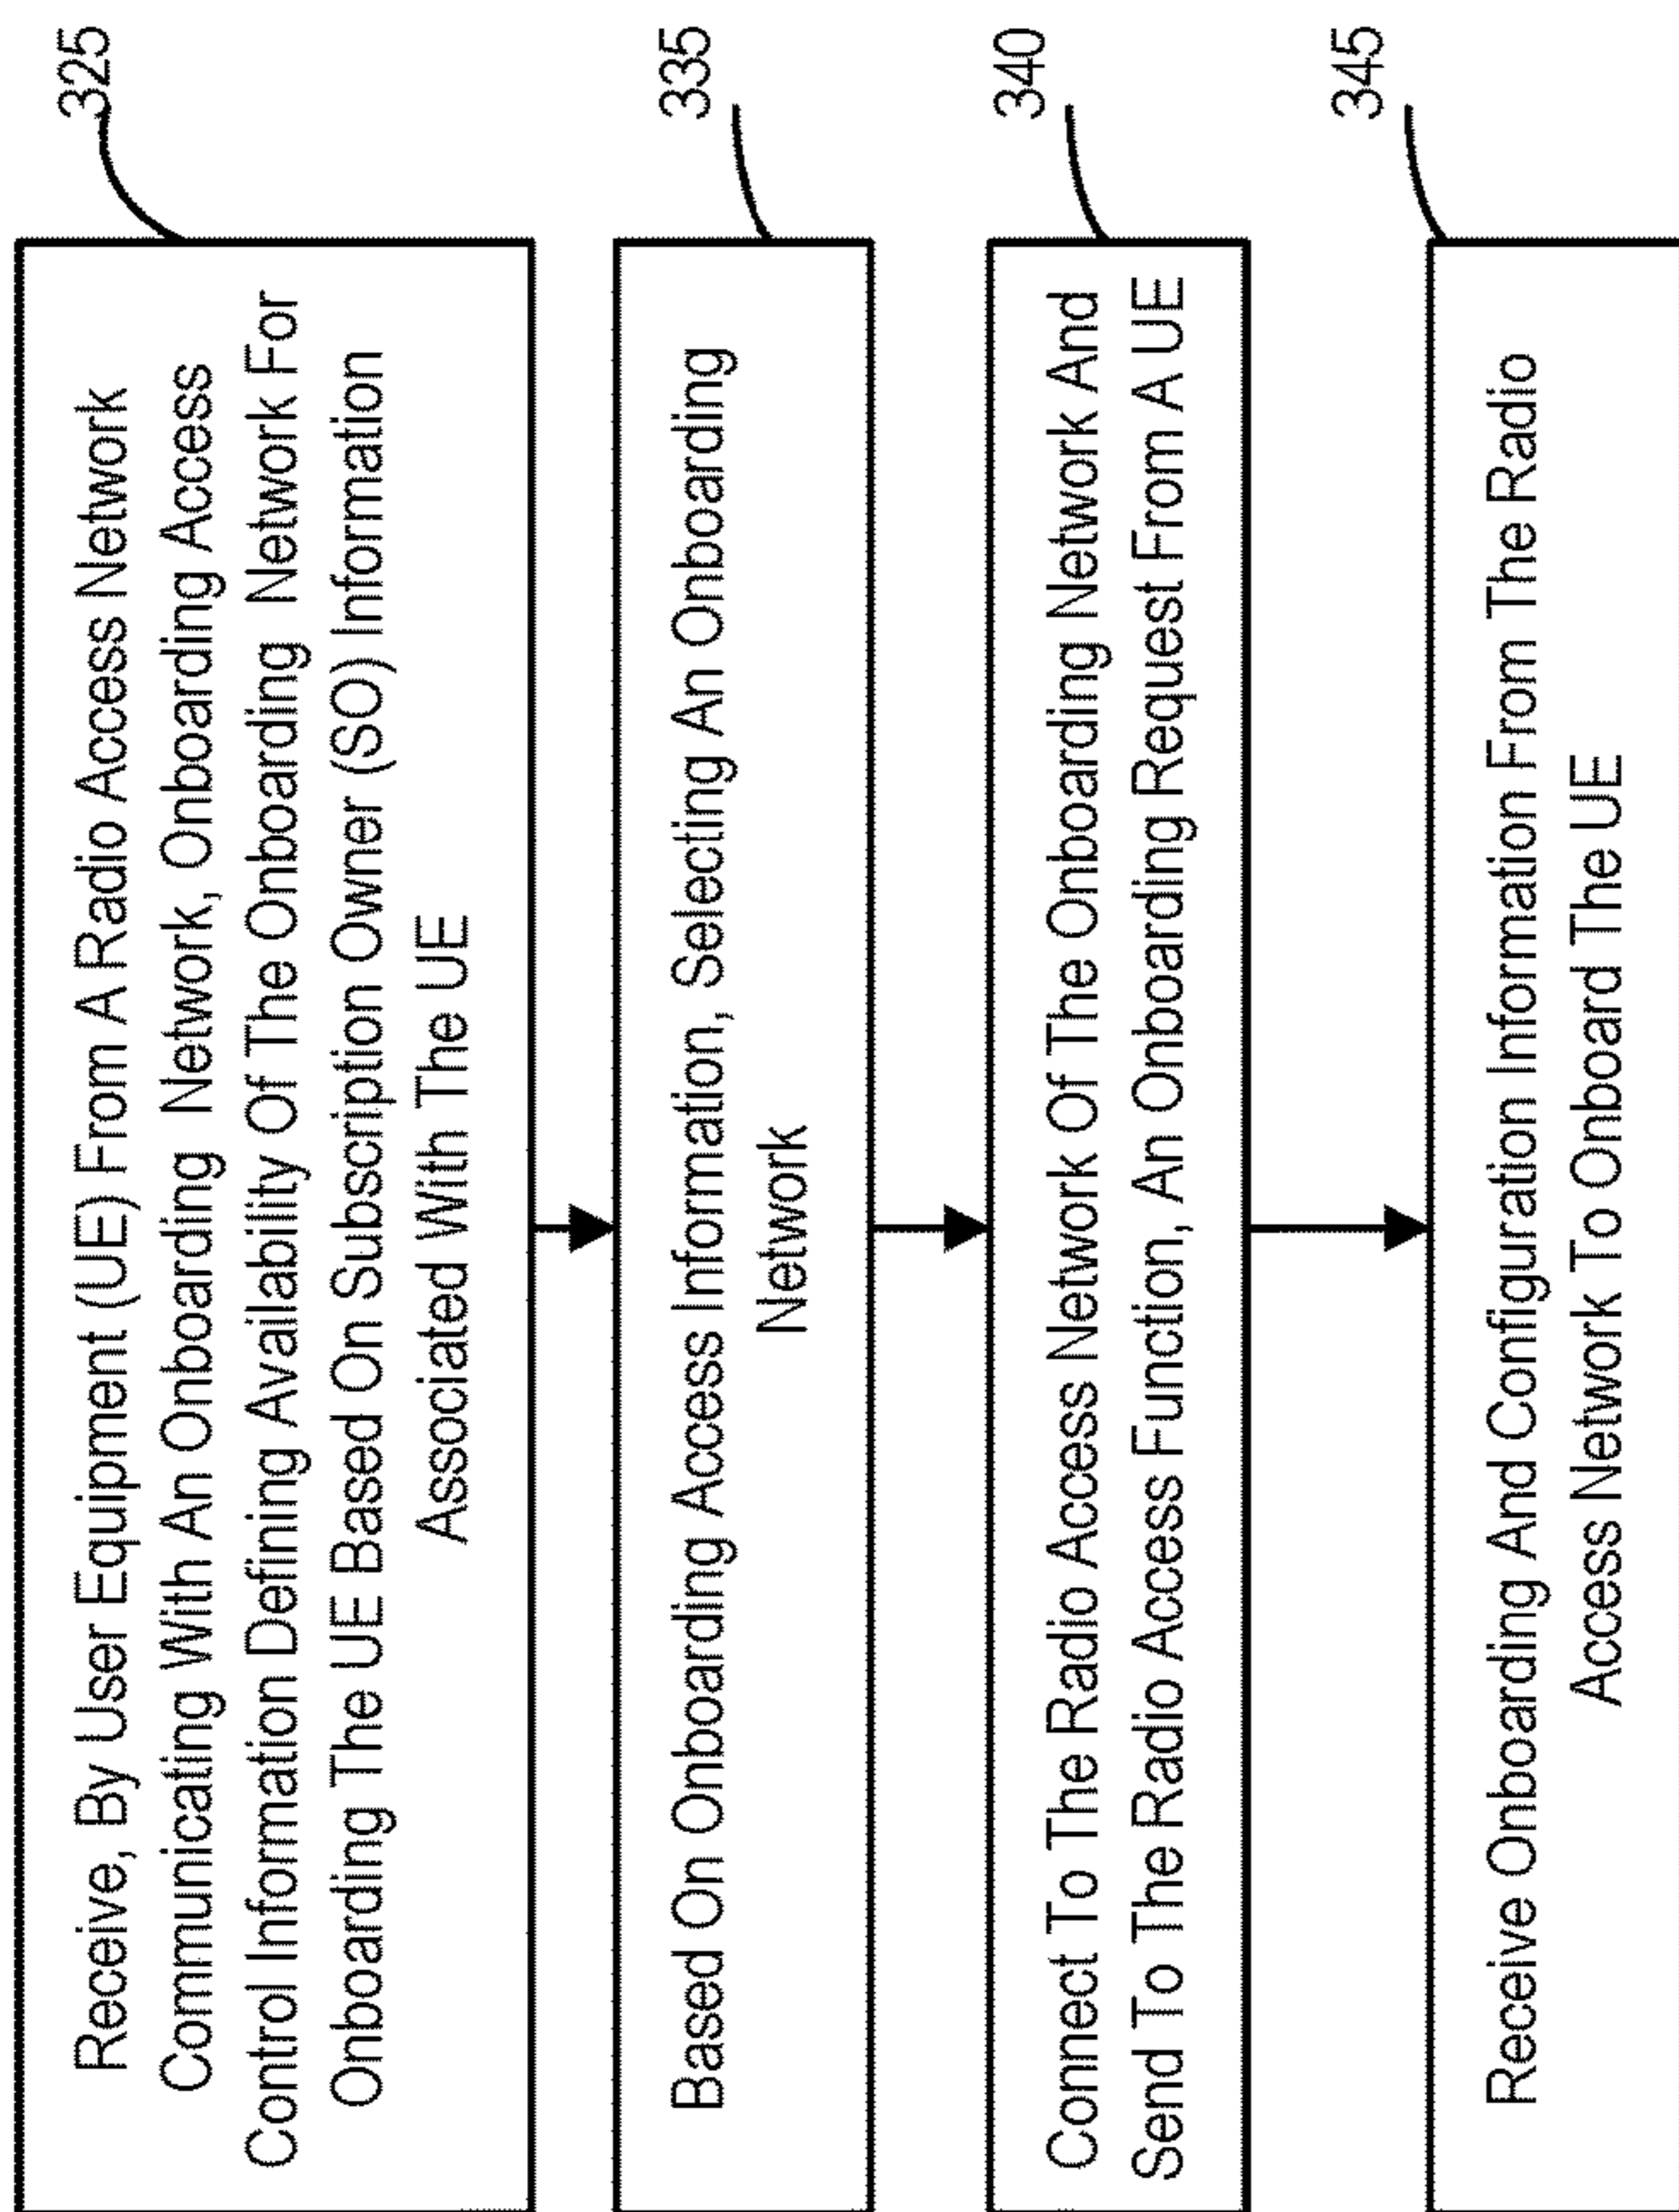 325
Receive, By User Equipment (UE) From A Radio Access Network
Communicating With An Onboarding Network, Onboarding Access
Control Information Defining Availability Of The Onboarding Network For
Onboarding The UE Based On Subscription Owner (SO) Information
Associated With The UE
335
Based On Onboarding Access Information, Selecting An Onboarding
Network
340
Connect To The Radio Access Network Of The Onboarding Network And
Send To The Radio Access Function, An Onboarding Request From A UE
345
Receive Onboarding And Configuration Information From The Radio
Access Network To Onboard The UE